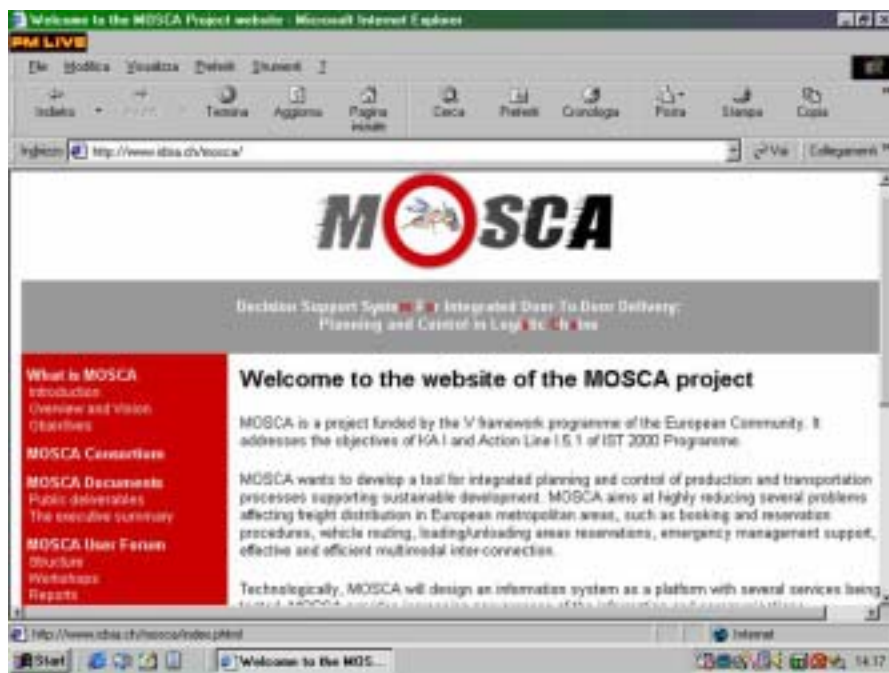 Welcome to the MOSCA Project website - Microsoft Internet Explorer
PM LIVE
File Modifica Visualizza Preferiti Strumenti ?
Indietro Termina Aggiorna Pagina iniziale Cerca Preferiti Cronologia Posta Stampa Copia
Indirizzo http://www.idsia.ch/mosca/ Vai Collegamenti
MOSCA
Decision Support System For Integrated Door To Door Delivery:
Planning and Control in Logistic Chains
What is MOSCA
Introduction
Overview and Vision
Objectives
MOSCA Consortium
MOSCA Documents
Public deliverables
The executive summary
MOSCA User Forum
Structure
Workshops
Reports
Welcome to the website of the MOSCA project
MOSCA is a project funded by the V framework programme of the European Community. It
addresses the objectives of KA I and Action Line I.5.1 of IST 2000 Programme.
MOSCA wants to develop a tool for integrated planning and control of production and transportation
processes supporting sustainable development. MOSCA aims at highly reducing several problems
affecting freight distribution in European metropolitan areas, such as booking and reservation
procedures, vehicle routing, loading/unloading areas reservations, emergency management support,
effective and efficient multimodal inter-connection.
Technologically, MOSCA will design an information system as a platform with several services being
http://www.idsia.ch/mosca/index.phtml Internet
Start Welcome to the MOS... 14.17